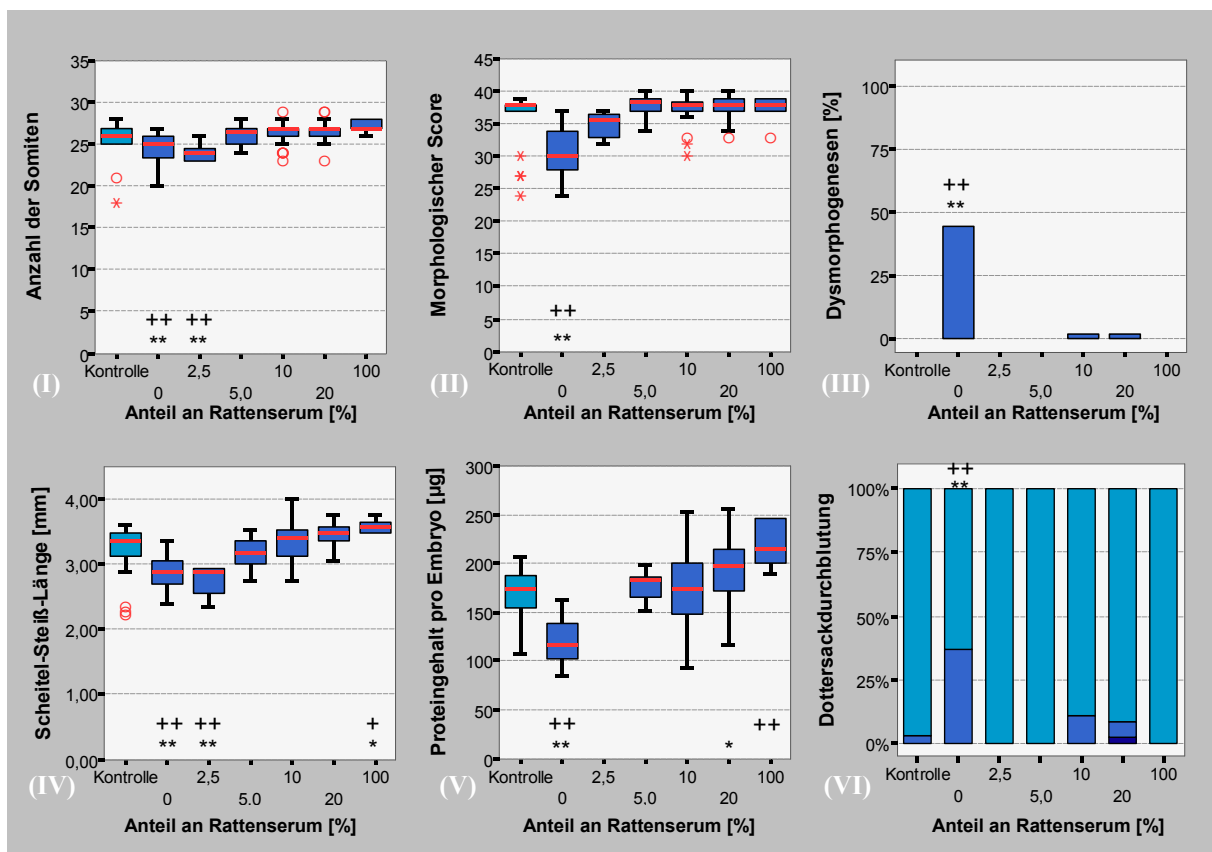 35
30
25
20
15
10
5
0
Anzahl der Somiten
++ ++
** **
Kontrolle 2,5 10 100
0 5,0 20
Anteil an Rattenserum [%]
(I)
45
40
35
30
25
20
15
10
5
0
Morphologischer Score
++
**
Kontrolle 2,5 10 100
0 5,0 20
Anteil an Rattenserum [%]
(II)
100
75
50
25
0
Dysmorphogenesen [%]
++
**
Kontrolle 2,5 10 100
0 5,0 20
Anteil an Rattenserum [%]
(III)
4,00
3,00
2,00
1,00
0,00
Scheitel-Steiß-Länge [mm]
++ ++ +
** ** *
Kontrolle 2,5 10 100
0 5.0 20
Anteil an Rattenserum [%]
(IV)
300
250
200
150
100
50
0
Proteingehalt pro Embryo [µg]
++ ++
** *
Kontrolle 2,5 10 100
0 5,0 20
Anteil an Rattenserum [%]
(V)
100%
75%
50%
25%
0%
Dottersackdurchblutung
++
**
Kontrolle 2,5 10 100
0 5,0 20
Anteil an Rattenserum [%]
(VI)